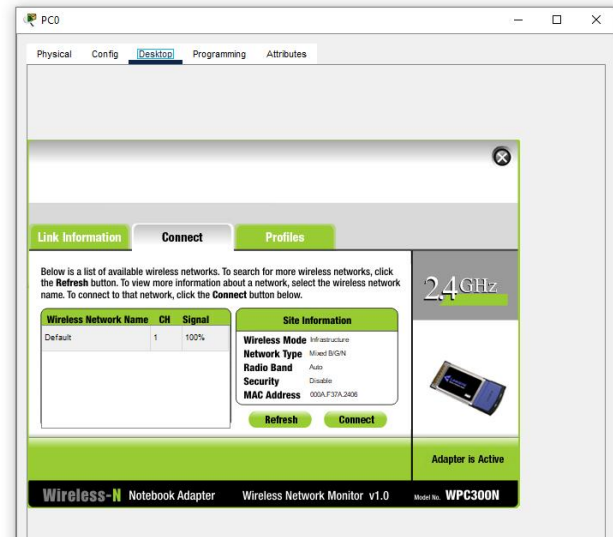 PC0
Physical Config Desktop Programming Attributes
Link Information Connect Profiles
Below is a list of available wireless networks. To search for more wireless networks, click
the Refresh button. To view more information about a network, select the wireless network
name. To connect to that network, click the Connect button below.
2.4GHz
Wireless Network Name CH Signal
Default 1 100%
Site Information
Wireless Mode Infrastructure
Network Type Mixed B/G/N
Radio Band Auto
Security Disable
MAC Address 000A.F37A.2406
Refresh Connect
Adapter is Active
Wireless-N Notebook Adapter Wireless Network Monitor v1.0 Model No. WPC300N